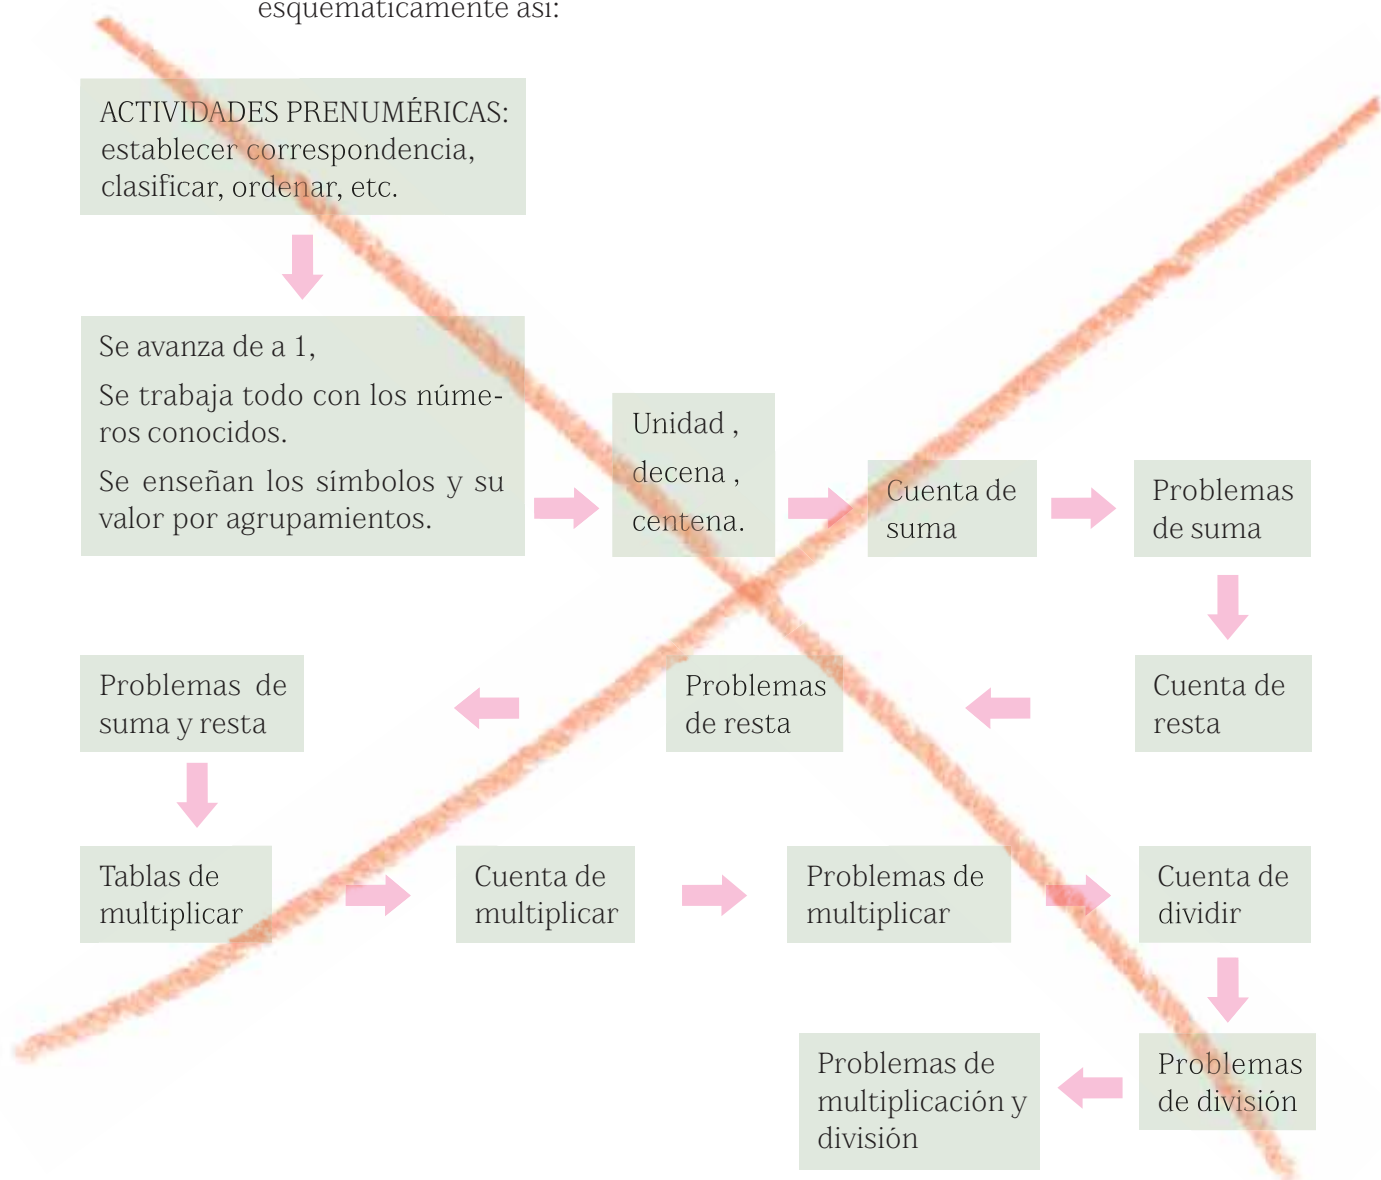 esquemáticamente así:
ACTIVIDADES PRENUMÉRICAS:
establecer correspondencia,
clasificar, ordenar, etc.
Se avanza de a 1,
Se trabaja todo con los núme-
ros conocidos.
Se enseñan los símbolos y su
valor por agrupamientos.
Unidad ,
decena ,
centena.
Cuenta de
suma
Problemas
de suma
Cuenta de
resta
Problemas
de resta
Problemas de
suma y resta
Tablas de
multiplicar
Cuenta de
multiplicar
Problemas de
multiplicar
Cuenta de
dividir
Problemas
de división
Problemas de
multiplicación y
división